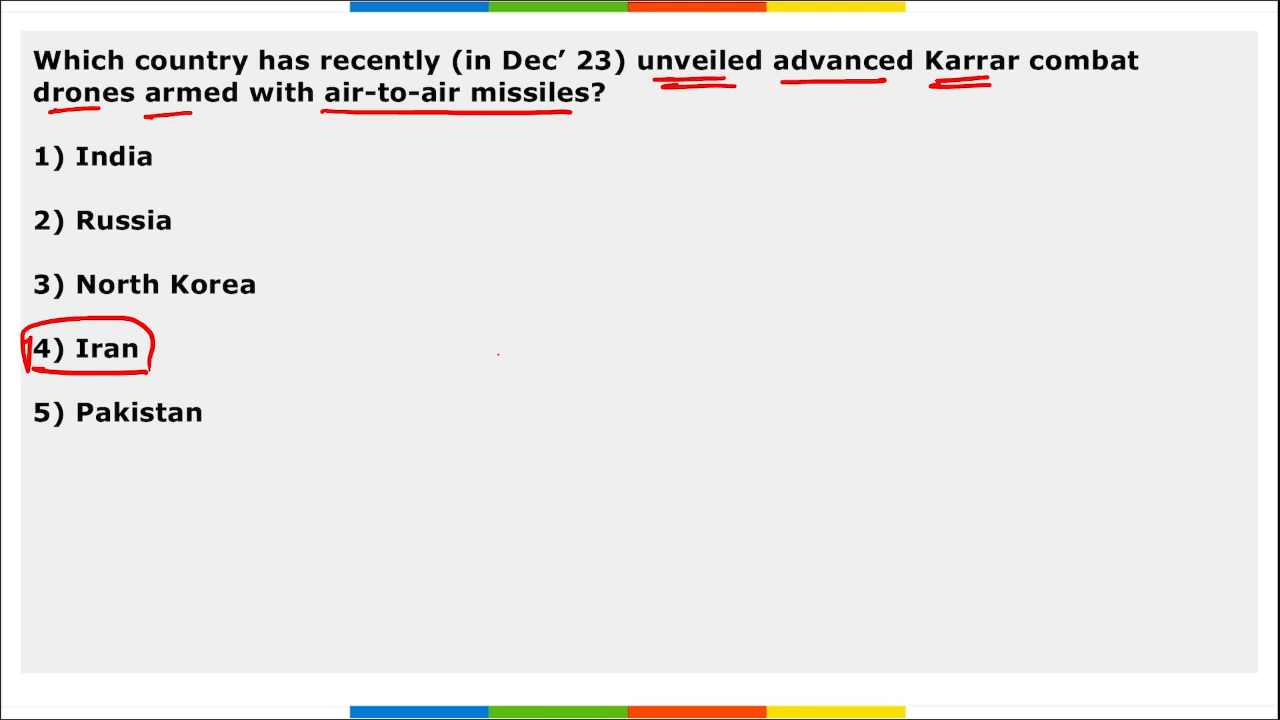 Which country has recently (in Dec’ 23) unveiled advanced Karrar combat
drones armed with air-to-air missiles?
1) India
2) Russia
3) North Korea
4) Iran
5) Pakistan